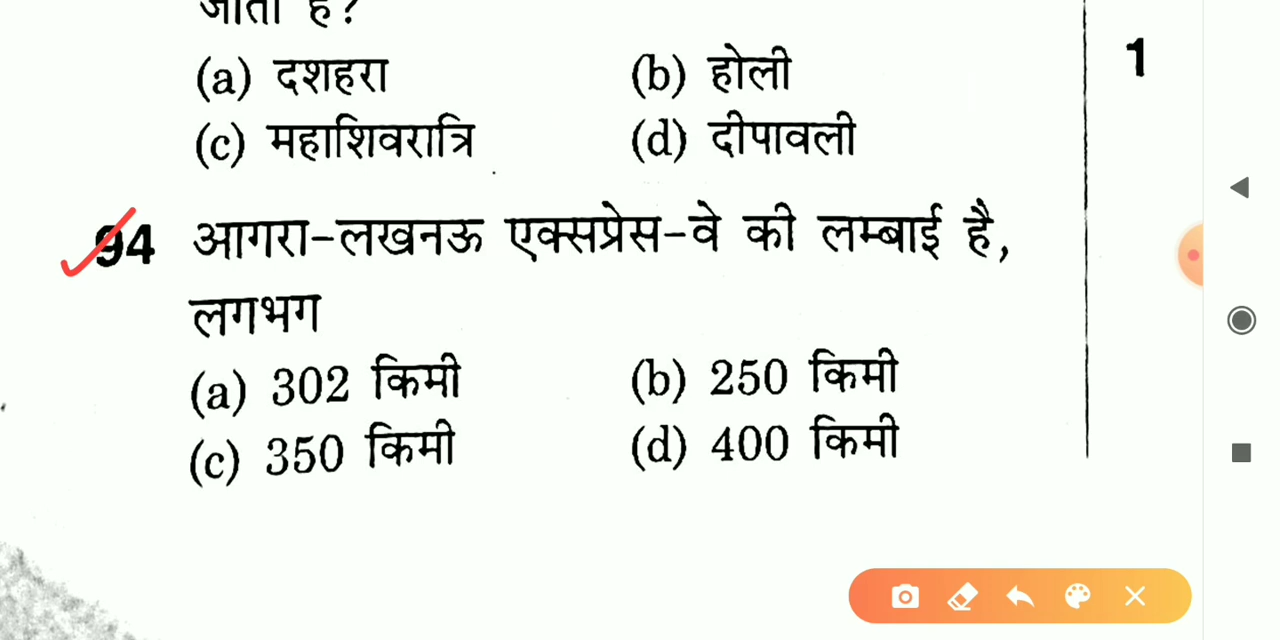 जाता है?
(a) दशहरा (b) होली
(c) महाशिवरात्रि (d) दीपावली
94 आगरा-लखनऊ एक्सप्रेस-वे की लम्बाई है,
लगभग
(a) 302 किमी (b) 250 किमी
(c) 350 किमी (d) 400 किमी
1